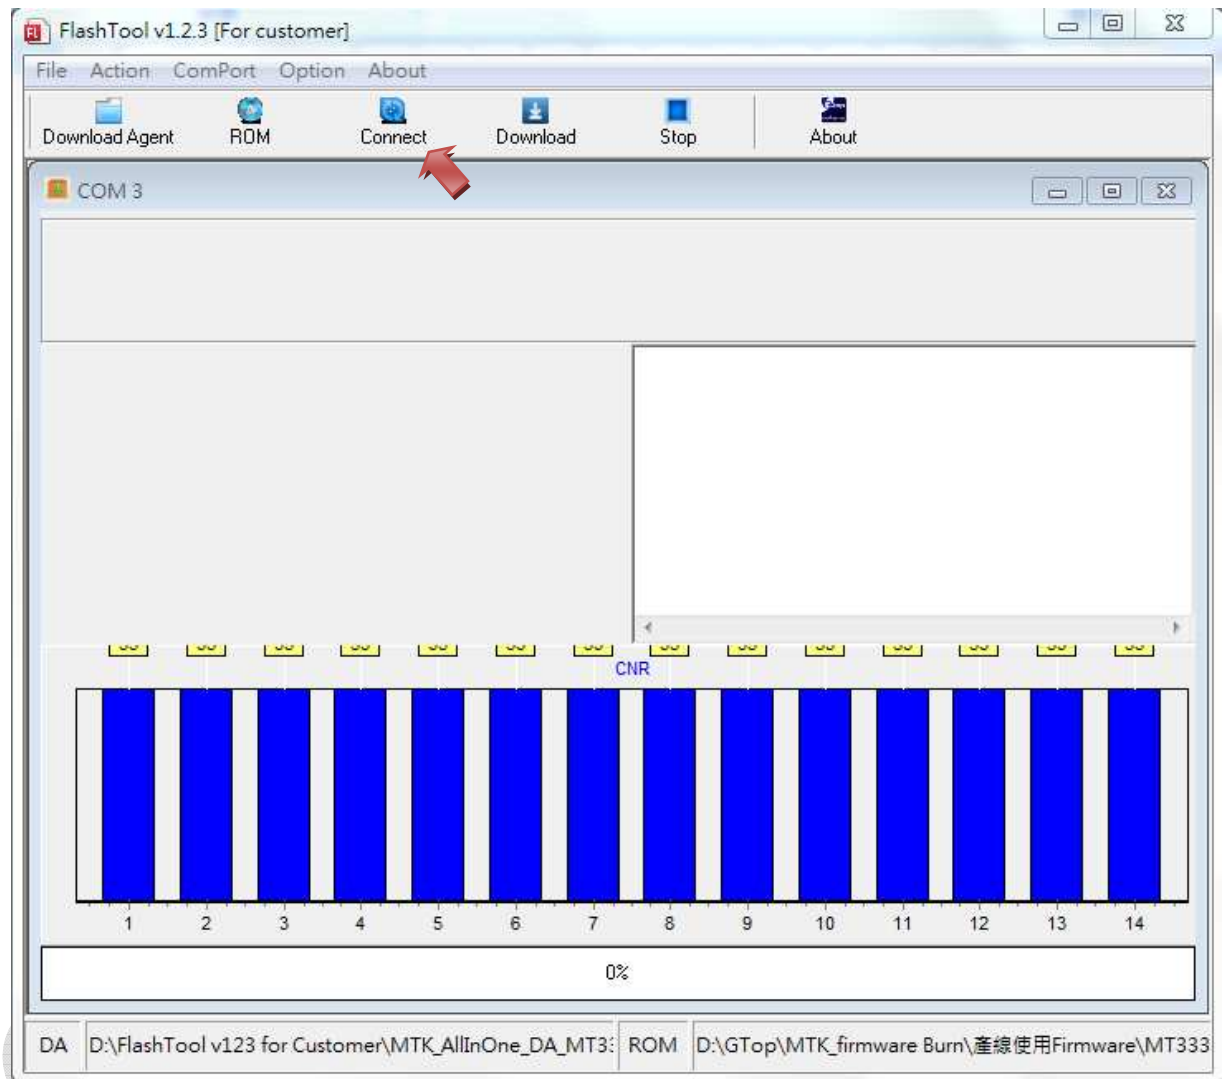 FlashTool v1.2.3 [For customer]
File Action ComPort Option About
Download Agent ROM Connect Download Stop About
COM 3
CNR
1 2 3 4 5 6 7 8 9 10 11 12 13 14
0%
DA D:\FlashTool v123 for Customer\MTK_AllInOne_DA_MT33 ROM D:\GTop\MTK_firmware Burn\產線使用Firmware\MT333